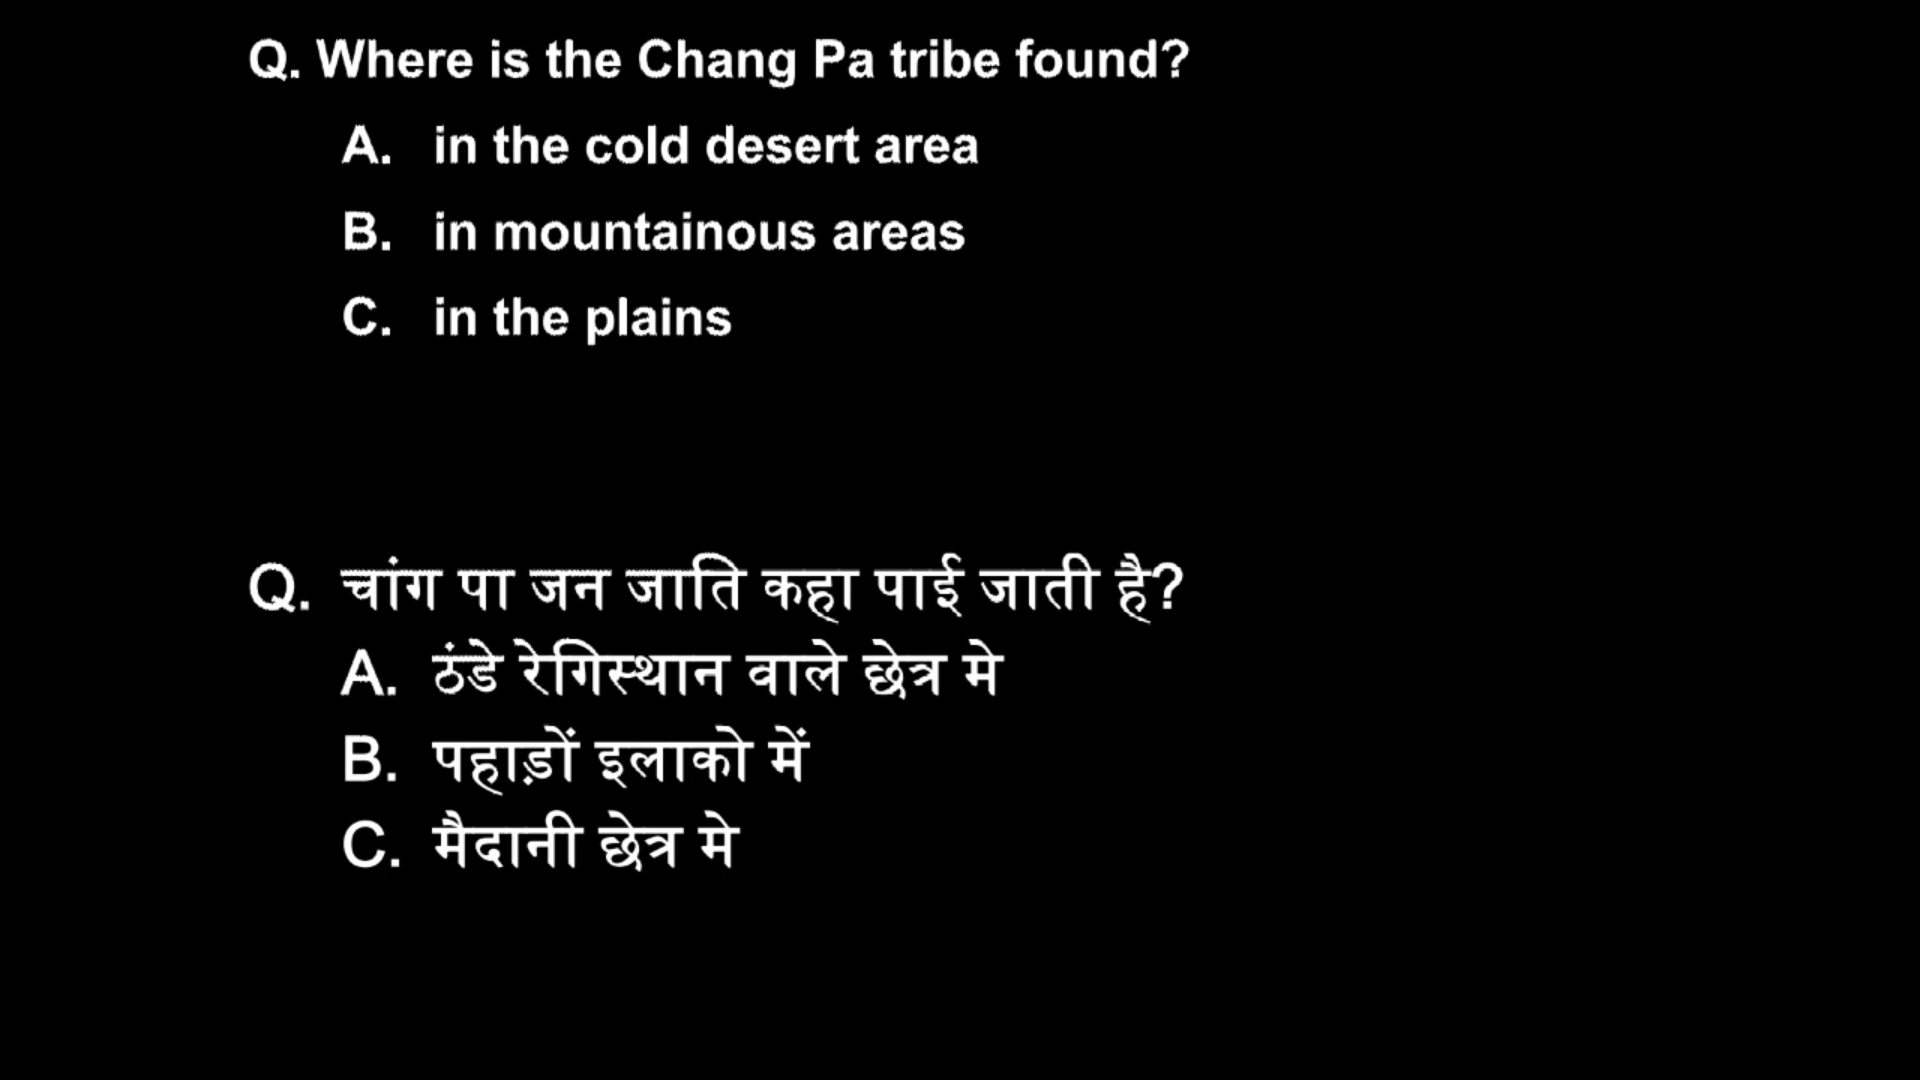 Q. Where is the Chang Pa tribe found?
A. in the cold desert area
B. in mountainous areas
C. in the plains
Q. चांग पा जन जाति कहा पाई जाती है?
A. ठंडे रेगिस्थान वाले छेत्र मे
B. पहाड़ों इलाको में
C. मैदानी छेत्र मे